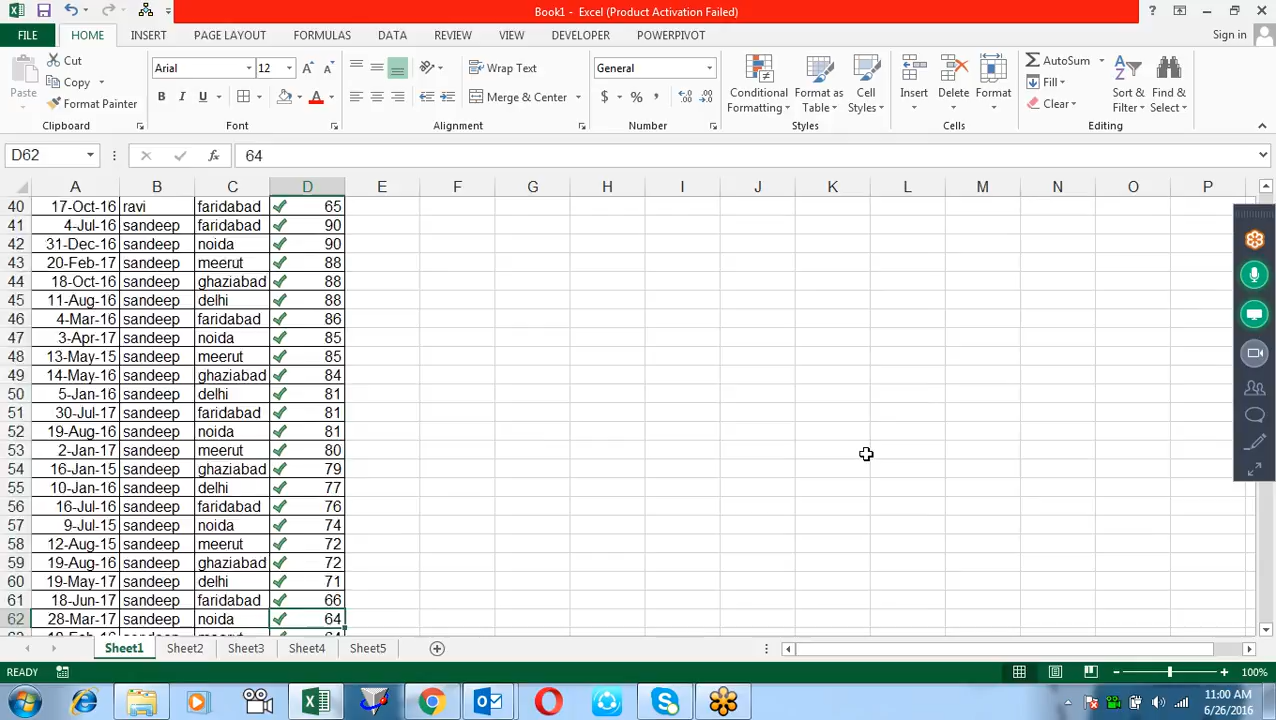 Book1 - Excel (Product Activation Failed)
FILE HOME INSERT PAGE LAYOUT FORMULAS DATA REVIEW VIEW DEVELOPER POWERPIVOT Sign in
Paste Cut Copy Format Painter Clipboard
Arial 12 B I U A Font
Wrap Text Merge & Center Alignment
General $ % , Number
Conditional Formatting Format as Table Cell Styles Styles
Insert Delete Format Cells
AutoSum Fill Clear Sort & Filter Find & Select Editing
D62 fx 64
A B C D E F G H I J K L M N O P
40 17-Oct-16 ravi faridabad 65
41 4-Jul-16 sandeep faridabad 90
42 31-Dec-16 sandeep noida 90
43 20-Feb-17 sandeep meerut 88
44 18-Oct-16 sandeep ghaziabad 88
45 11-Aug-16 sandeep delhi 88
46 4-Mar-16 sandeep faridabad 86
47 3-Apr-17 sandeep noida 85
48 13-May-15 sandeep meerut 85
49 14-May-16 sandeep ghaziabad 84
50 5-Jan-16 sandeep delhi 81
51 30-Jul-17 sandeep faridabad 81
52 19-Aug-16 sandeep noida 81
53 2-Jan-17 sandeep meerut 80
54 16-Jan-15 sandeep ghaziabad 79
55 10-Jan-16 sandeep delhi 77
56 16-Jul-16 sandeep faridabad 76
57 9-Jul-15 sandeep noida 74
58 12-Aug-15 sandeep meerut 72
59 19-Aug-16 sandeep ghaziabad 72
60 19-May-17 sandeep delhi 71
61 18-Jun-17 sandeep faridabad 66
62 28-Mar-17 sandeep noida 64
Sheet1 Sheet2 Sheet3 Sheet4 Sheet5
READY 100%
11:00 AM
6/26/2016